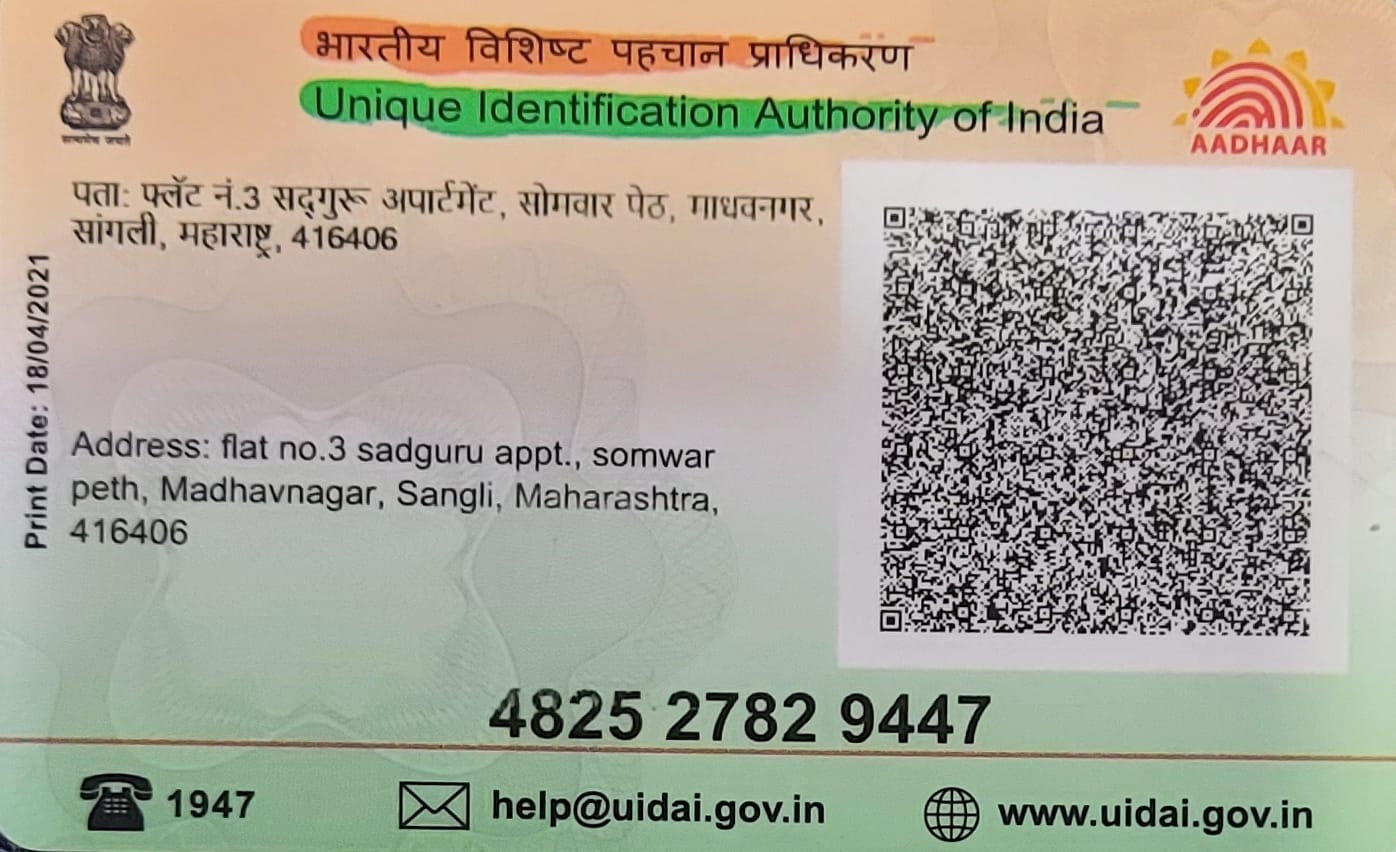 भारतीय विशिष्ट पहचान प्राधिकरण
Unique Identification Authority of India
AADHAAR
सत्यमेव जयते
पता: फ्लॅट नं.3 सद्गुरू अपार्टमेंट, सोमवार पेठ, माधवनगर,
सांगली, महाराष्ट्र, 416406
Print Date: 18/04/2021
Address: flat no.3 sadguru appt., somwar
peth, Madhavnagar, Sangli, Maharashtra,
416406
4825 2782 9447
1947
help@uidai.gov.in
www.uidai.gov.in